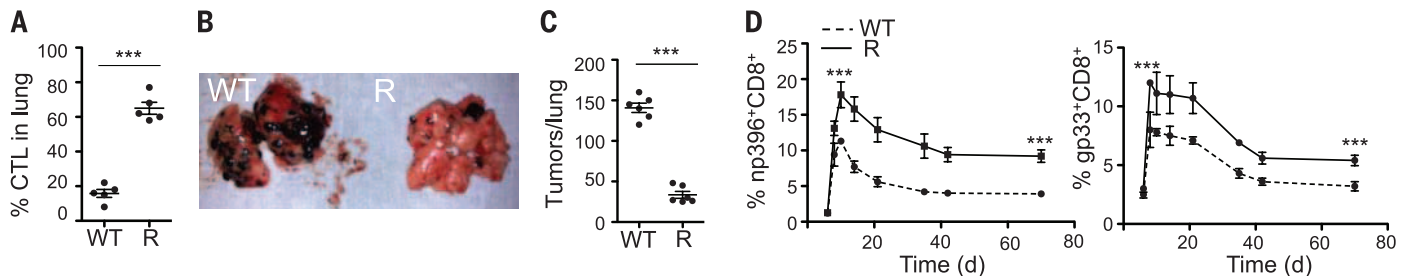 A
% CTL in lung
100
80
60
40
20
0
***
WT
R
B
WT
R
C
Tumors/lung
200
150
100
50
0
***
WT
R
D
WT
R
% np396⁺CD8⁺
25
20
15
10
5
0
***
***
20
40
60
80
Time (d)
% gp33⁺CD8⁺
15
10
5
0
***
***
20
40
60
80
Time (d)